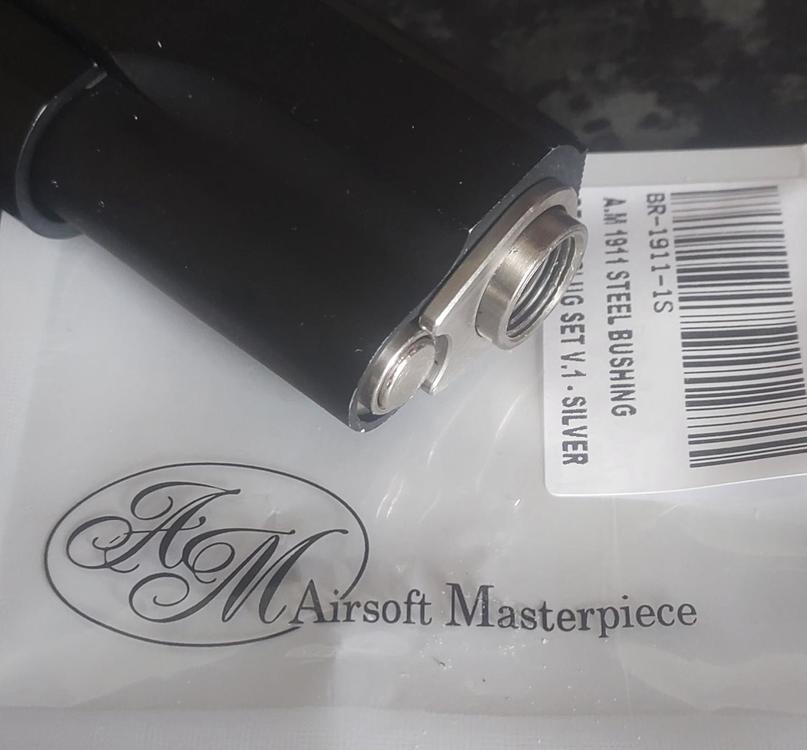 BR-1911-1S
A.M 1911 STEEL BUSHING
SET V.1 - SILVER
AM
Airsoft Masterpiece